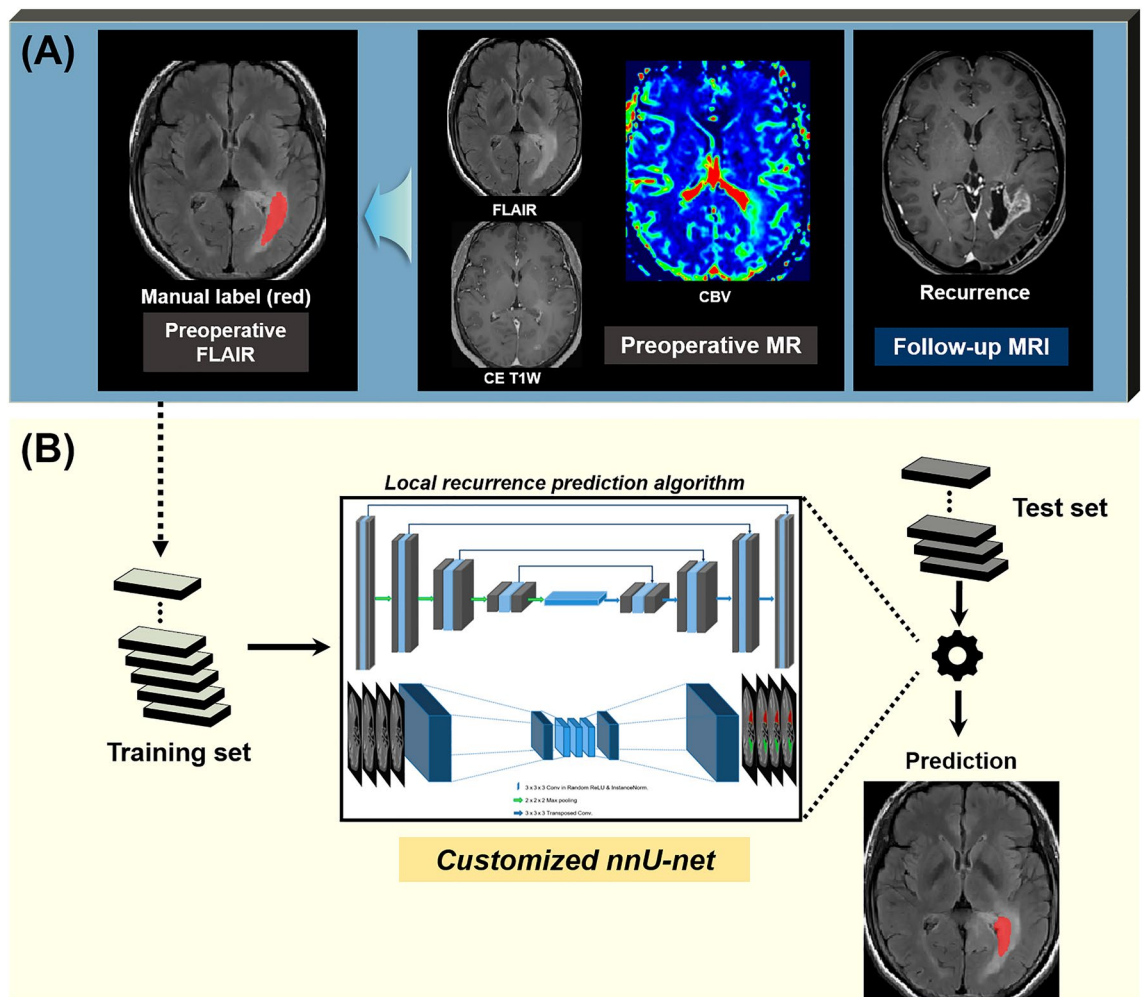 (A)
Manual label (red)
Preoperative
FLAIR
FLAIR
CE T1W
CBV
Preoperative MR
Recurrence
Follow-up MRI
(B)
Training set
Local recurrence prediction algorithm
3 x 3 x 3 Conv in Random ReLU & InstanceNorm.
2 x 2 x 2 Max pooling
3 x 3 x 3 Transposed Conv.
Customized nnU-net
Test set
Prediction